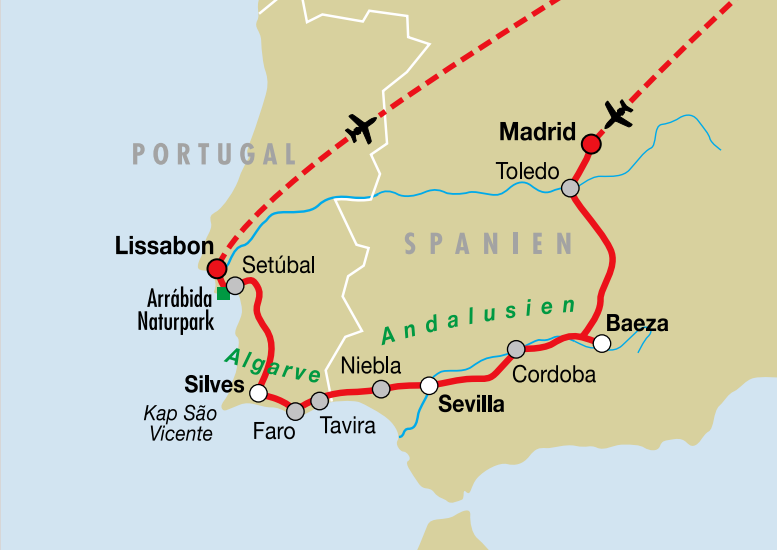 Madrid
PORTUGAL
Toledo
SPANIEN
Lissabon
Setúbal
Arrábida
Naturpark
Andalusien
Baeza
Algarve
Niebla
Cordoba
Silves
Sevilla
Kap São
Vicente
Faro
Tavira